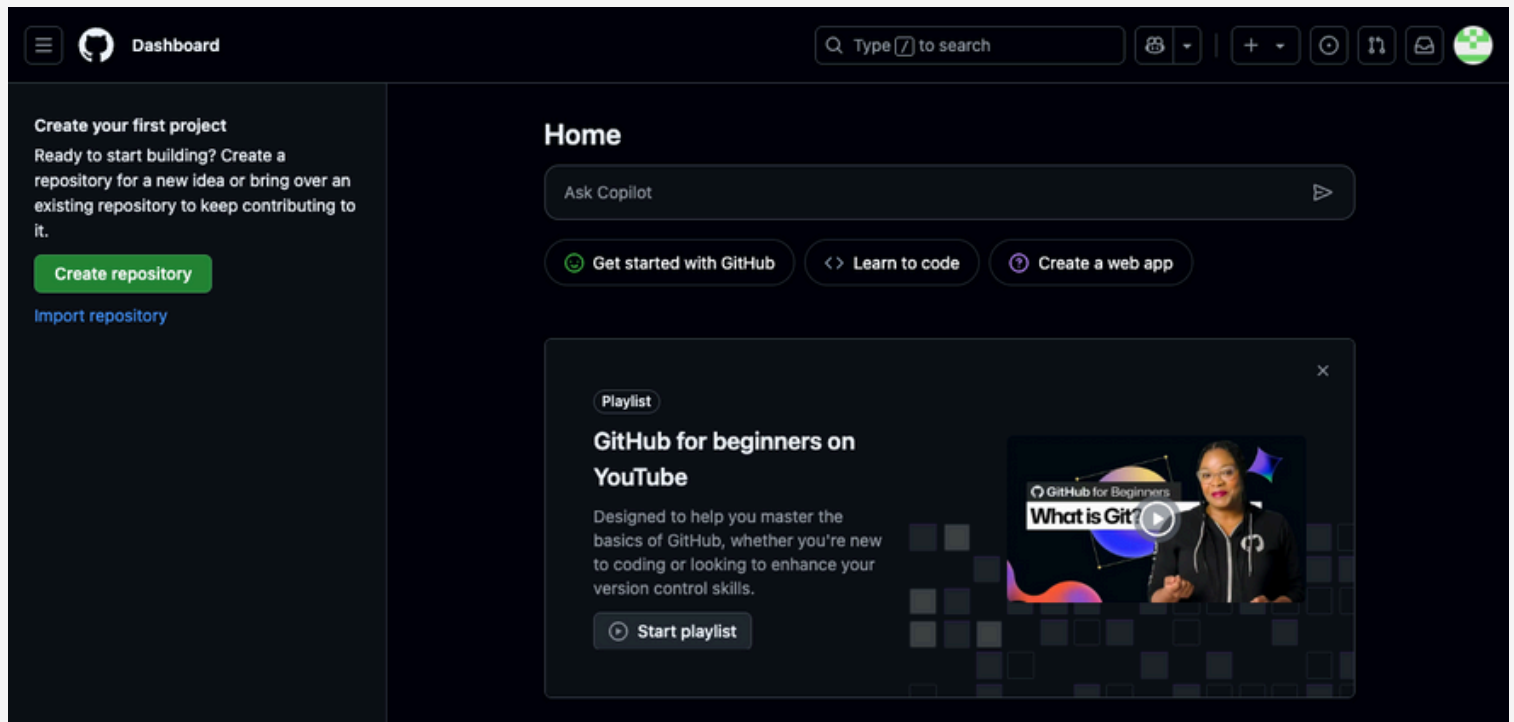 Dashboard
Type / to search
Create your first project
Ready to start building? Create a
repository for a new idea or bring over an
existing repository to keep contributing to
it.
Create repository
Import repository
Home
Ask Copilot
Get started with GitHub
Learn to code
Create a web app
Playlist
GitHub for beginners on
YouTube
Designed to help you master the
basics of GitHub, whether you're new
to coding or looking to enhance your
version control skills.
Start playlist
GitHub for Beginners
What is Git?